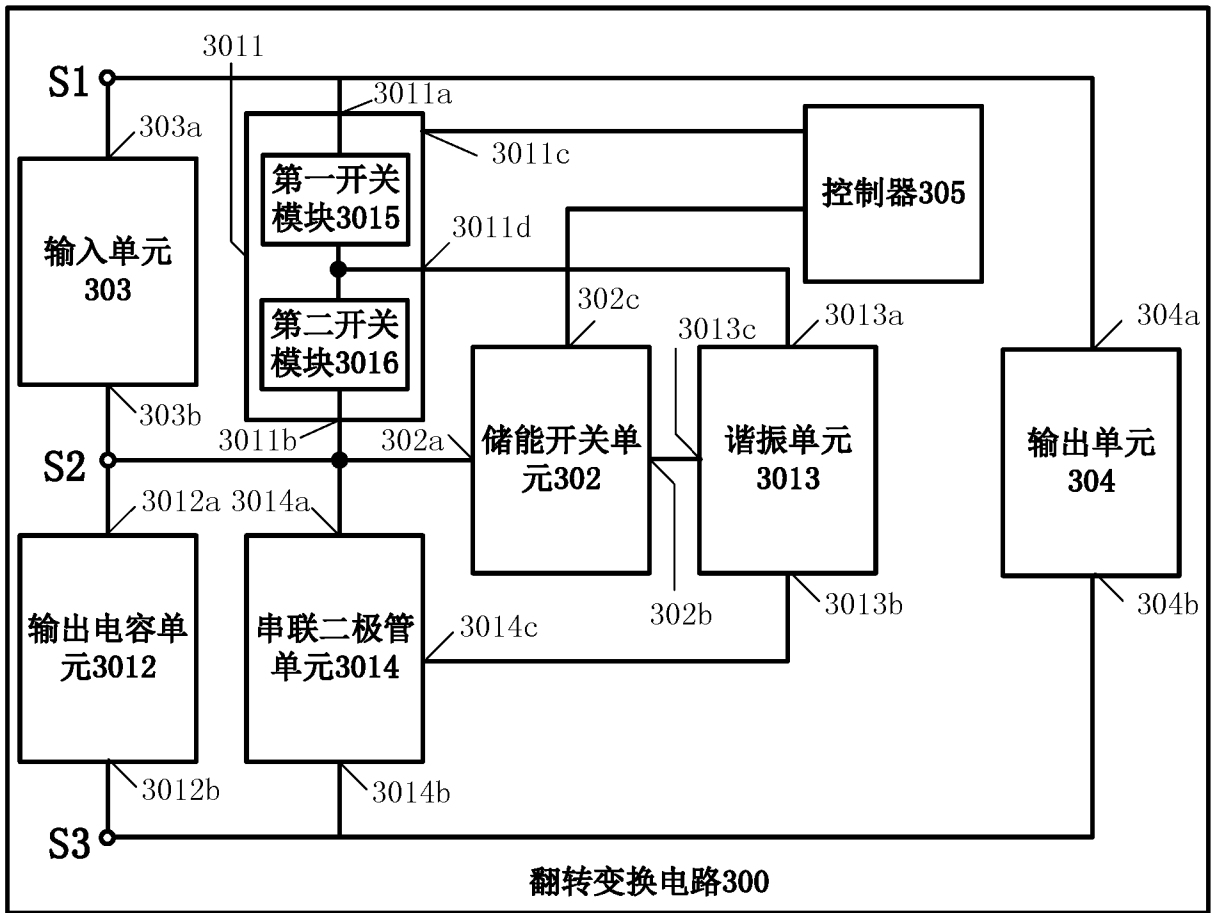 3011
S1
3011a
303a
3011c
第一开关
模块3015
控制器305
3011d
输入单元
303
302c
3013c
3013a
304a
第二开关
模块3016
303b
3011b
302a
储能开关单
元302
谐振单元
3013
输出单元
304
S2
3012a
3014a
302b
3013b
304b
输出电容单
元3012
串联二极管
单元3014
3014c
3012b
3014b
S3
翻转变换电路300